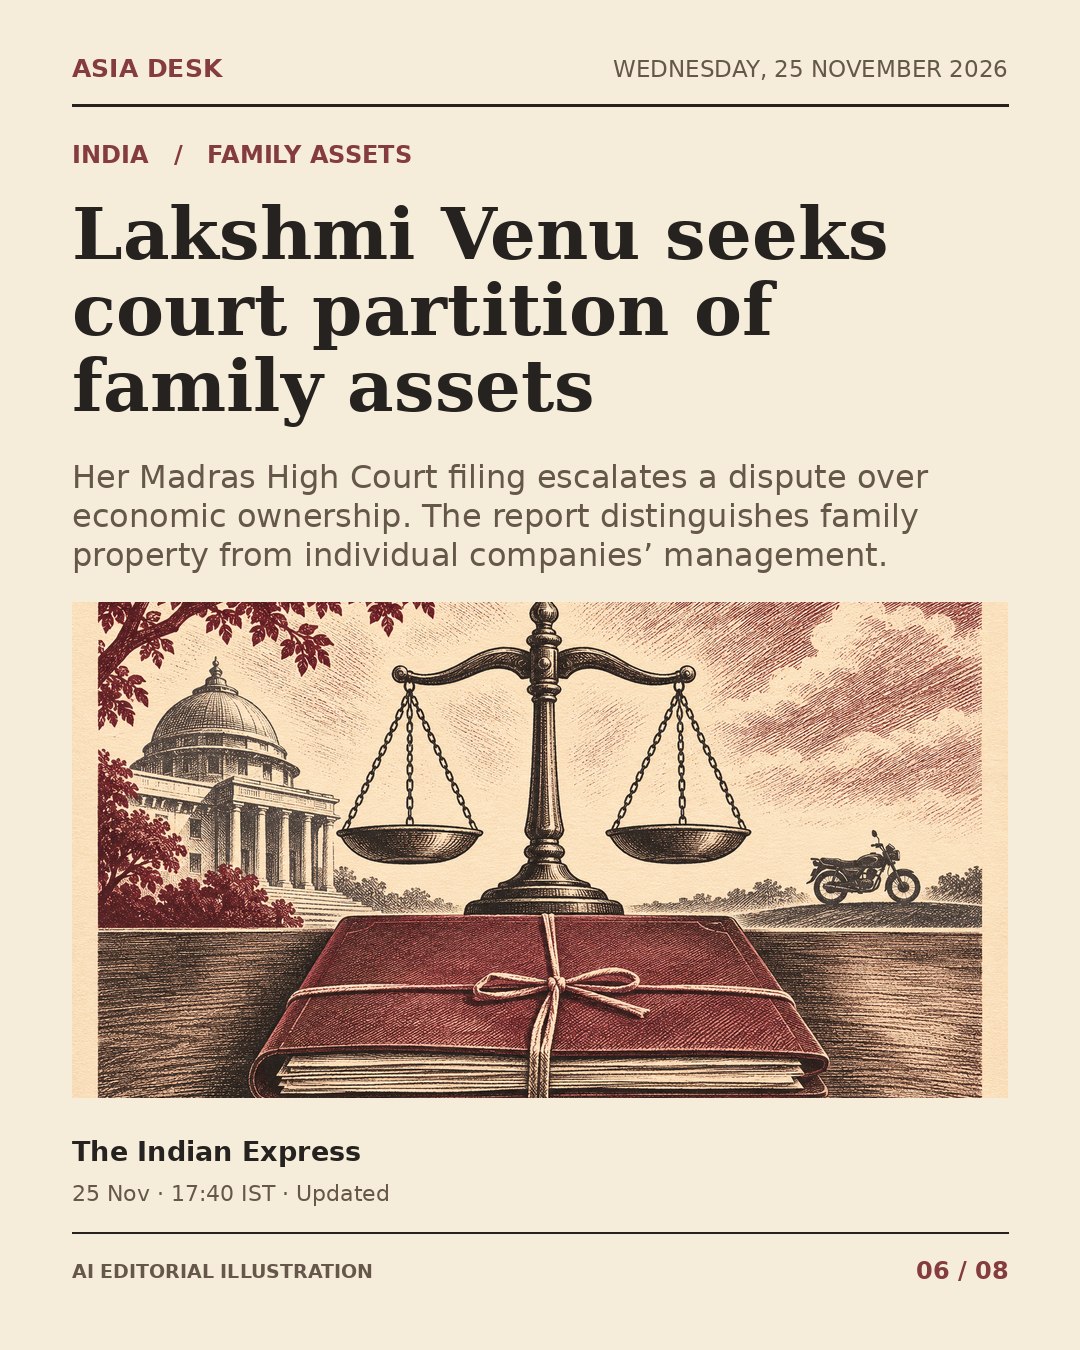 ASIA DESK
WEDNESDAY, 25 NOVEMBER 2026
INDIA / FAMILY ASSETS
Lakshmi Venu seeks
court partition of
family assets
Her Madras High Court filing escalates a dispute over
economic ownership. The report distinguishes family
property from individual companies’ management.
The Indian Express
25 Nov · 17:40 IST · Updated
AI EDITORIAL ILLUSTRATION
06 / 08